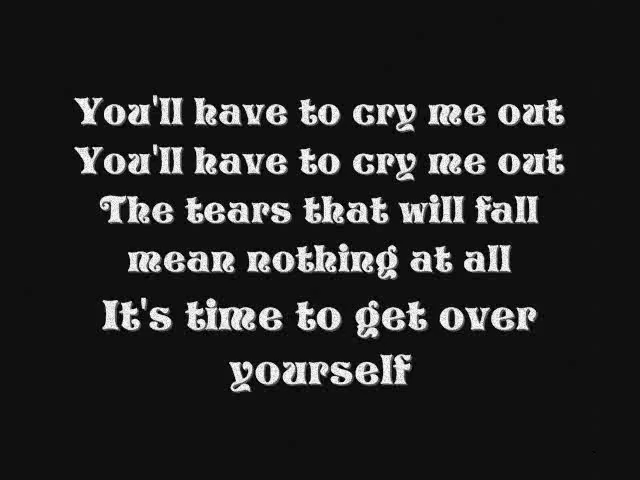 You'll have to cry me out
You'll have to cry me out
The tears that will fall
mean nothing at all
It's time to get over
yourself